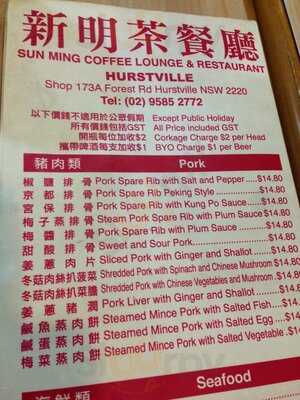 新明茶餐廳
SUN MING COFFEE LOUNGE & RESTAURANT
HURSTVILLE
Shop 173A Forest Rd Hurstville NSW 2220
Tel: (02) 9585 2772
以下價錢不適用於公眾假期 Except Public Holiday
所有價錢包括GST All Price included GST
開瓶每位加收$2 Corkage Charge $2 per Head
攜帶啤酒每支加收$1 BYO Charge $1 per Beer
豬肉類 Pork
椒鹽排骨 Pork Spare Rib with Salt and Pepper.....$14.80
京都排骨 Pork Spare Rib Peking Style..................$14.80
宮保排骨 Pork Spare Rib with Kung Po Sauce.....$14.80
梅子蒸排骨 Steam Pork Spare Rib with Plum Sauce $14.80
梅醬排骨 Pork Spare Rib with Plum Sauce...........$14.80
甜酸排骨 Sweet and Sour Pork...........................$14.80
姜蔥肉片 Sliced Pork with Ginger and Shallot......$14.80
冬菇肉絲扒菠菜 Shredded Pork with Spinach and Chinese Mushroom $14.80
冬菇肉絲扒菜膽 Shredded Pork with Chinese Vegetables and Mushroom.$14.80
姜蔥豬潤 Pork Liver with Ginger and Shallot..........$14.80
鹹魚蒸肉餅 Steamed Mince Pork with Salted Fish....$14.80
鹹蛋蒸肉餅 Steamed Mince Pork with Salted Egg....$14.80
梅菜蒸肉餅 Steamed Mince Pork with Salted Vegetable.$14.80
海鮮類 Seafood